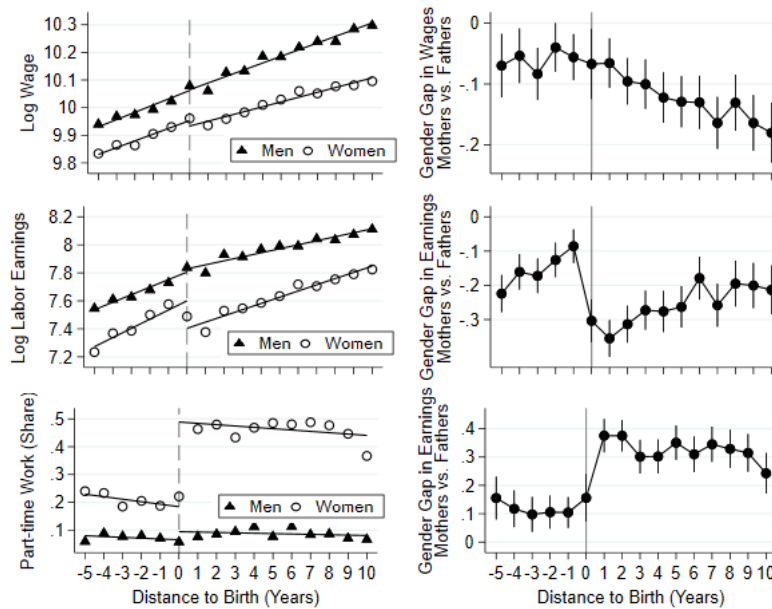 Log Wage
10.3
10.2
10.1
10.0
9.9
9.8
Men Women
Gender Gap in Wages
Mothers vs. Fathers
-0
-.1
-.2
Log Labor Earnings
8.2
8
7.8
7.6
7.4
7.2
Men Women
Gender Gap in Earnings
Mothers vs. Fathers
-0
-.1
-.2
-.3
Part-time Work (Share)
.5
.4
.3
.2
.1
Men Women
-5 -4 -3 -2 -1 0 1 2 3 4 5 6 7 8 9 10
Distance to Birth (Years)
Gender Gap in Earnings
Mothers vs. Fathers
.4
.3
.2
.1
0
-5 -4 -3 -2 -1 0 1 2 3 4 5 6 7 8 9 10
Distance to Birth (Years)